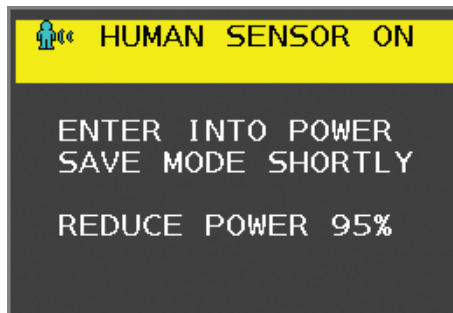 HUMAN SENSOR ON
ENTER INTO POWER
SAVE MODE SHORTLY
REDUCE POWER 95%